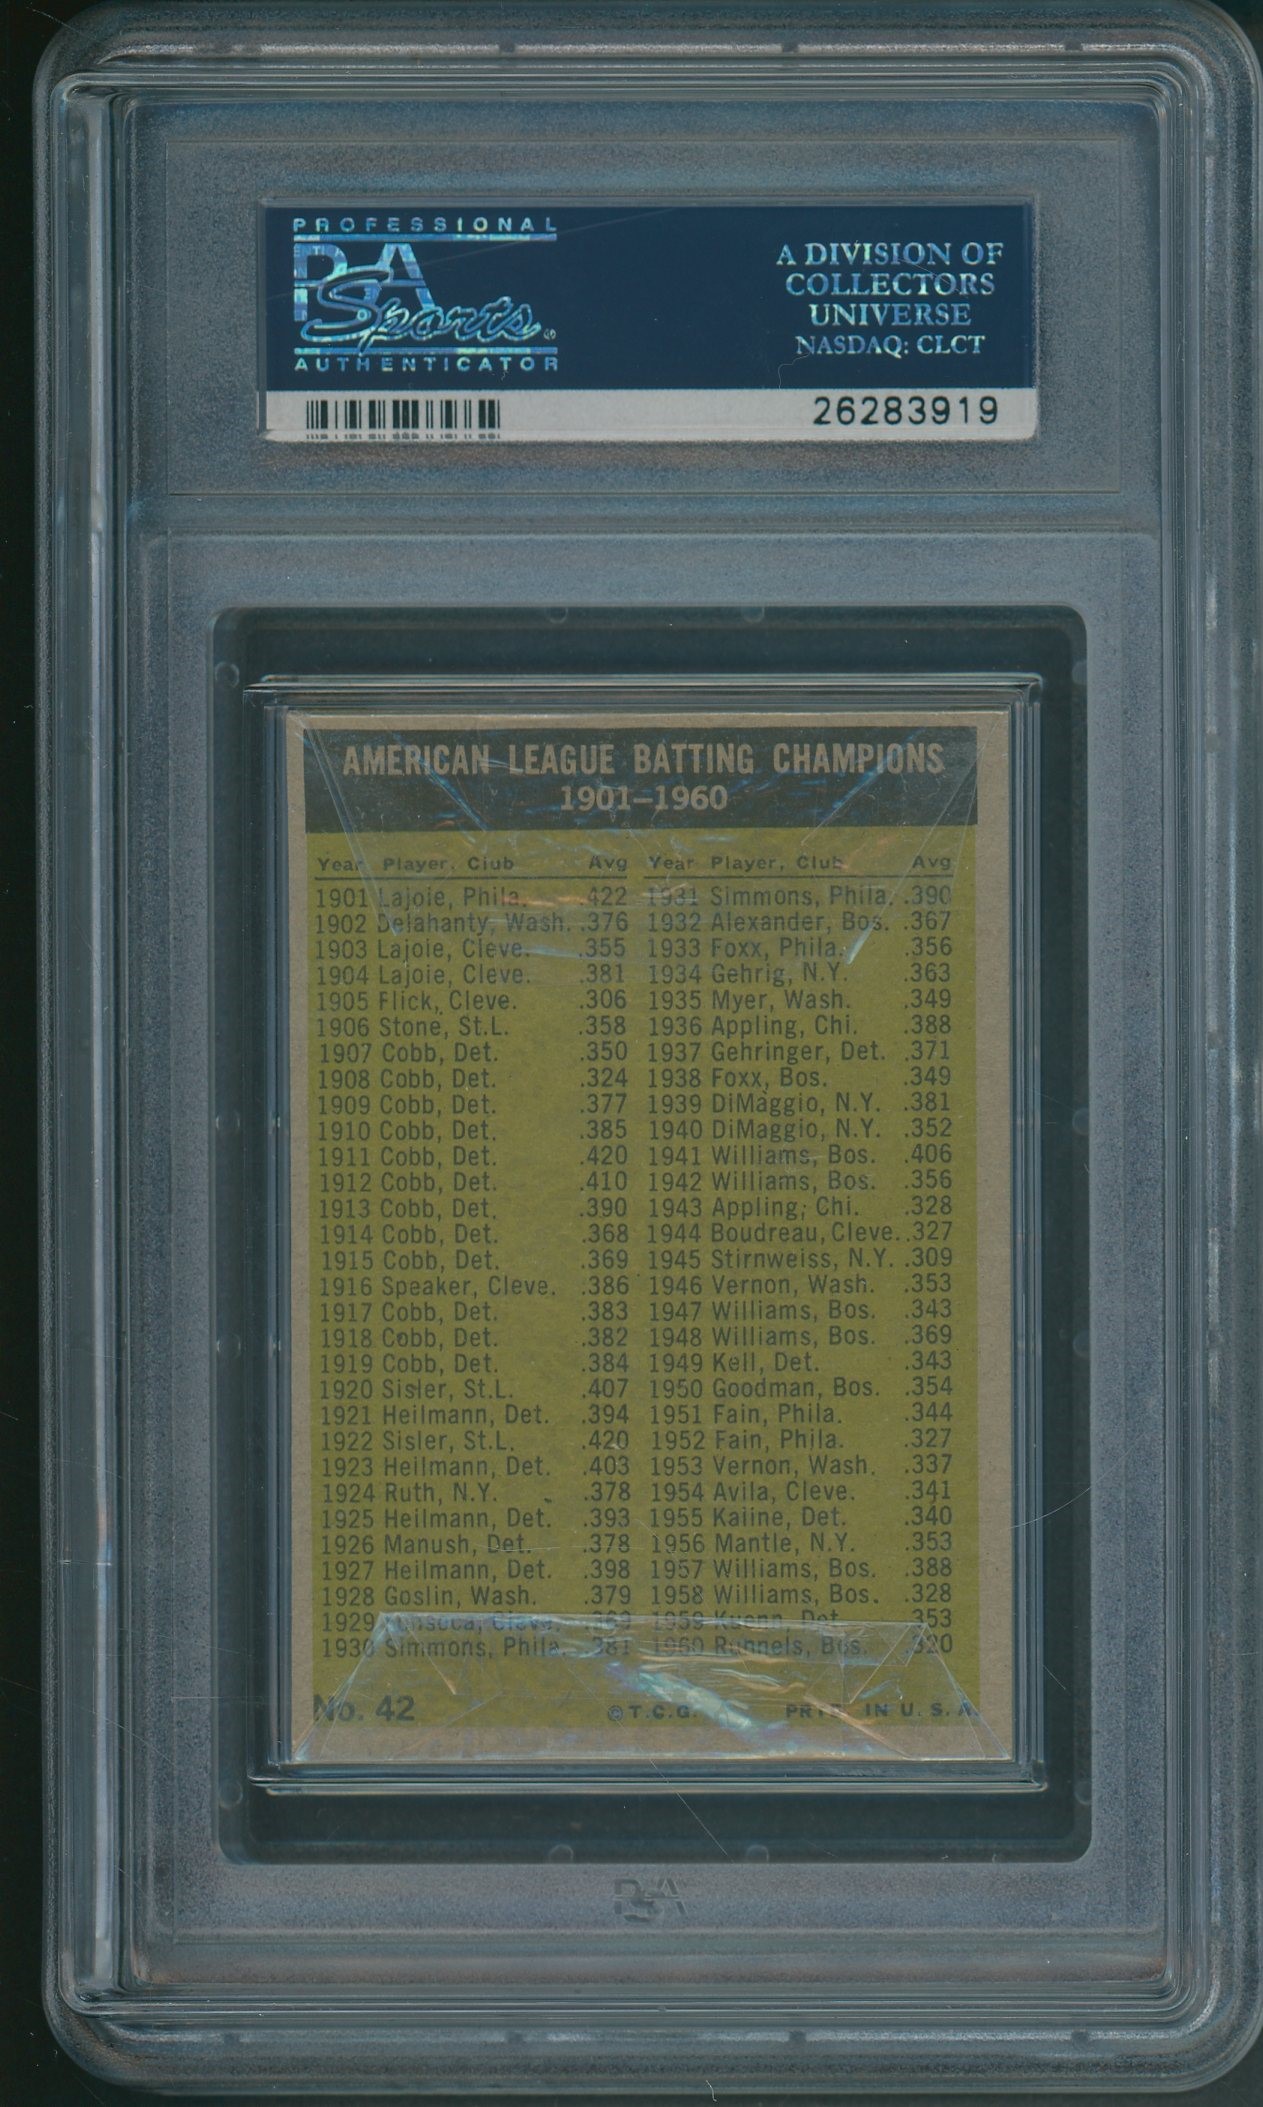 PROFESSIONAL
PSA
Sports
AUTHENTICATOR
A DIVISION OF
COLLECTORS
UNIVERSE
NASDAQ: CLCT
26283919
AMERICAN LEAGUE BATTING CHAMPIONS
1901-1960
Year Player, Club Avg Year Player, Club Avg
1901 Lajoie, Phila. .422 1931 Simmons, Phila. .390
1902 Delahanty, Wash. .376 1932 Alexander, Bos. .367
1903 Lajoie, Cleve. .355 1933 Foxx, Phila. .356
1904 Lajoie, Cleve. .381 1934 Gehrig, N.Y. .363
1905 Flick, Cleve. .306 1935 Myer, Wash. .349
1906 Stone, St.L. .358 1936 Appling, Chi. .388
1907 Cobb, Det. .350 1937 Gehringer, Det. .371
1908 Cobb, Det. .324 1938 Foxx, Bos. .349
1909 Cobb, Det. .377 1939 DiMaggio, N.Y. .381
1910 Cobb, Det. .385 1940 DiMaggio, N.Y. .352
1911 Cobb, Det. .420 1941 Williams, Bos. .406
1912 Cobb, Det. .410 1942 Williams, Bos. .356
1913 Cobb, Det. .390 1943 Appling, Chi. .328
1914 Cobb, Det. .368 1944 Boudreau, Cleve. .327
1915 Cobb, Det. .369 1945 Stirnweiss, N.Y. .309
1916 Speaker, Cleve. .386 1946 Vernon, Wash. .353
1917 Cobb, Det. .383 1947 Williams, Bos. .343
1918 Cobb, Det. .382 1948 Williams, Bos. .369
1919 Cobb, Det. .384 1949 Kell, Det. .343
1920 Sisler, St.L. .407 1950 Goodman, Bos. .354
1921 Heilmann, Det. .394 1951 Fain, Phila. .344
1922 Sisler, St.L. .420 1952 Fain, Phila. .327
1923 Heilmann, Det. .403 1953 Vernon, Wash. .337
1924 Ruth, N.Y. .378 1954 Avila, Cleve. .341
1925 Heilmann, Det. .393 1955 Kaline, Det. .340
1926 Manush, Det. .378 1956 Mantle, N.Y. .353
1927 Heilmann, Det. .398 1957 Williams, Bos. .388
1928 Goslin, Wash. .379 1958 Williams, Bos. .328
1929 Fonseca, Cleve. .369 1959 Kuenn, Det. .353
1930 Simmons, Phila. .381 1960 Runnels, Bos. .320
No. 42 © T.C.G. PRTD. IN U.S.A.
PSA